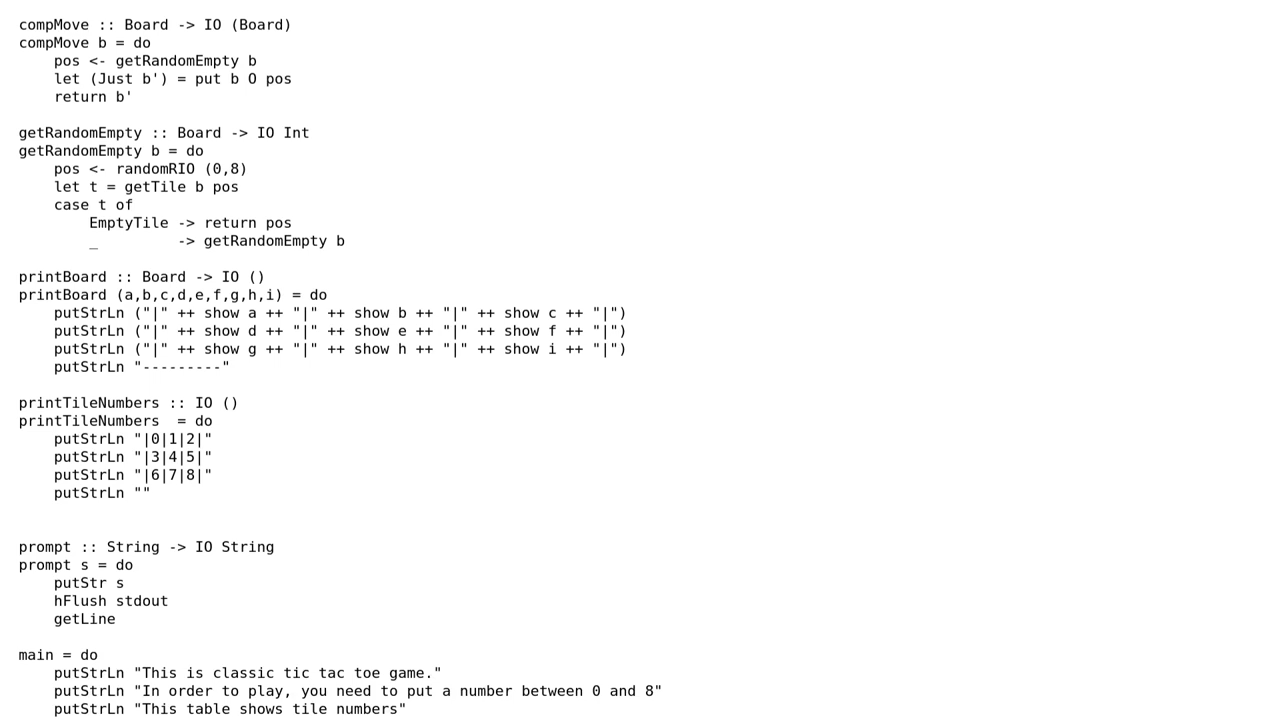 compMove :: Board -> IO (Board)
compMove b = do
    pos <- getRandomEmpty b
    let (Just b') = put b O pos
    return b'

getRandomEmpty :: Board -> IO Int
getRandomEmpty b = do
    pos <- randomRIO (0,8)
    let t = getTile b pos
    case t of
        EmptyTile -> return pos
        _         -> getRandomEmpty b

printBoard :: Board -> IO ()
printBoard (a,b,c,d,e,f,g,h,i) = do
    putStrLn ("|" ++ show a ++ "|" ++ show b ++ "|" ++ show c ++ "|")
    putStrLn ("|" ++ show d ++ "|" ++ show e ++ "|" ++ show f ++ "|")
    putStrLn ("|" ++ show g ++ "|" ++ show h ++ "|" ++ show i ++ "|")
    putStrLn "---------"

printTileNumbers :: IO ()
printTileNumbers  = do
    putStrLn "|0|1|2|"
    putStrLn "|3|4|5|"
    putStrLn "|6|7|8|"
    putStrLn ""


prompt :: String -> IO String
prompt s = do
    putStr s
    hFlush stdout
    getLine

main = do
    putStrLn "This is classic tic tac toe game."
    putStrLn "In order to play, you need to put a number between 0 and 8"
    putStrLn "This table shows tile numbers"